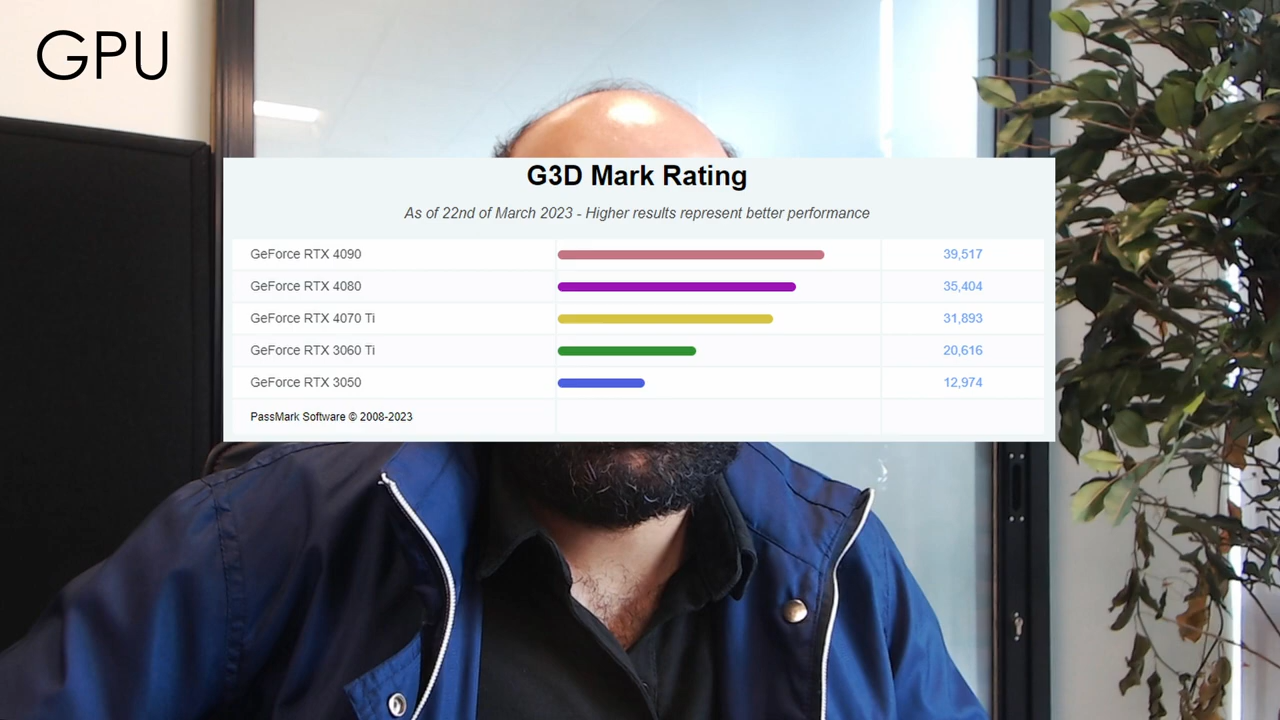 GPU
G3D Mark Rating
As of 22nd of March 2023 - Higher results represent better performance
GeForce RTX 4090 39,517
GeForce RTX 4080 35,404
GeForce RTX 4070 Ti 31,893
GeForce RTX 3060 Ti 20,616
GeForce RTX 3050 12,974
PassMark Software © 2008-2023